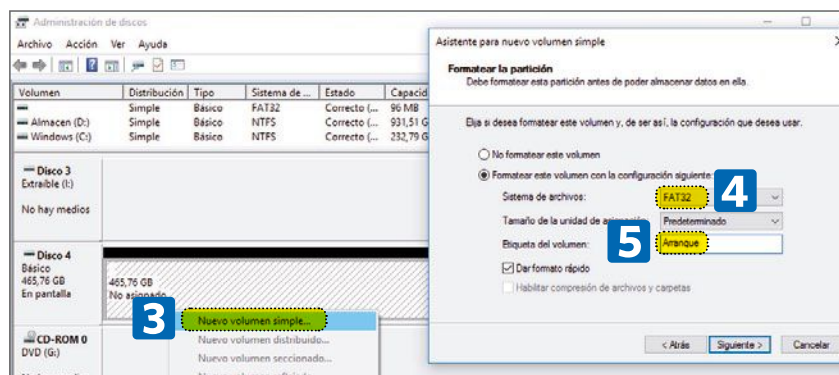 Administración de discos
Archivo Acción Ver Ayuda
Volumen Distribución Tipo Sistema de ... Estado Capacid
Simple Básico FAT32 Correcto (... 96 MB
Almacen (D:) Simple Básico NTFS Correcto (... 931,51 G
Windows (C:) Simple Básico NTFS Correcto (... 232,79 G
Disco 3
Extraíble (I:)
No hay medios
Disco 4
Básico
465,76 GB
En pantalla
465,76 GB
No asignado
3
Nuevo volumen simple...
Nuevo volumen distribuido...
Nuevo volumen seccionado...
CD-ROM 0
DVD (G:)
Asistente para nuevo volumen simple
Formatear la partición
Debe formatear esta partición antes de poder almacenar datos en ella.
Elija si desea formatear este volumen y, de ser así, la configuración que desea usar.
No formatear este volumen
Formatear este volumen con la configuración siguiente:
Sistema de archivos: FAT32 4
Tamaño de la unidad de asignación: Predeterminado
5
Etiqueta del volumen: Arranque
Dar formato rápido
Habilitar compresión de archivos y carpetas
< Atrás Siguiente > Cancelar